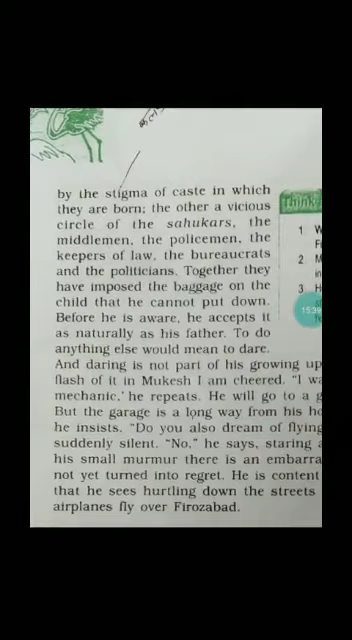 by the stigma of caste in which
they are born; the other a vicious
circle of the sahukars, the
middlemen, the policemen, the
keepers of law, the bureaucrats
and the politicians. Together they
have imposed the baggage on the
child that he cannot put down.
Before he is aware, he accepts it
as naturally as his father. To do
anything else would mean to dare.
And daring is not part of his growing up
flash of it in Mukesh I am cheered. "I wa
mechanic,' he repeats. He will go to a g
But the garage is a long way from his ho
he insists. "Do you also dream of flying
suddenly silent. "No," he says, staring a
his small murmur there is an embarra
not yet turned into regret. He is content
that he sees hurtling down the streets
airplanes fly over Firozabad.
Think
1 W
2 M
in
3 H
15:39